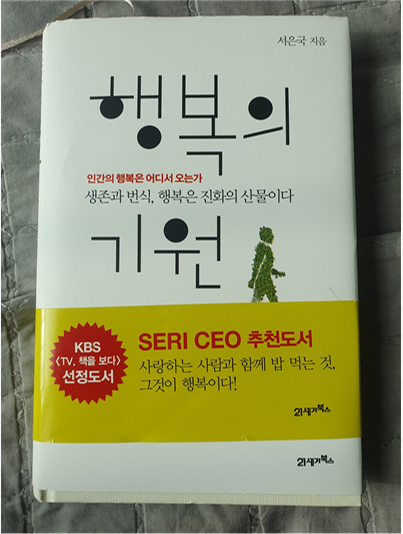 서은국 지음
행복의
인간의 행복은 어디서 오는가
생존과 번식, 행복은 진화의 산물이다
기원
KBS
〈TV, 책을 보다〉
선정도서
SERI CEO 추천도서
사랑하는 사람과 함께 밥 먹는 것,
그것이 행복이다!
21세기북스
21세기북스